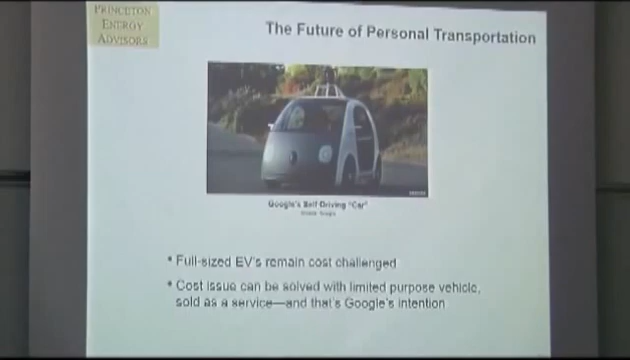 PRINCETON
ENERGY
ADVISORS
The Future of Personal Transportation
Google's Self Driving "Car"
* Full-sized EV's remain cost challenged
* Cost issue can be solved with limited purpose vehicle,
sold as a service—and that's Google's intention